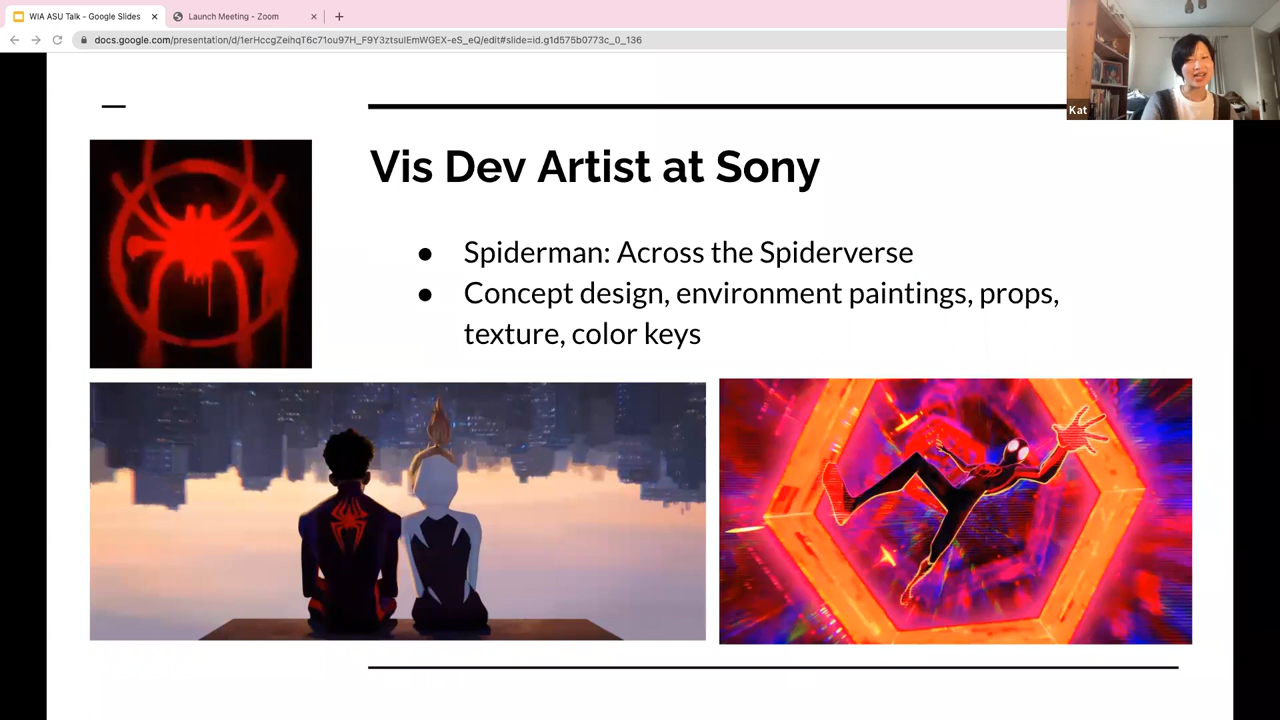 WIA ASU Talk - Google Slides
Launch Meeting - Zoom
docs.google.com/presentation/d/1erHccgZeihqT6c71ou97H_F9Y3ztsuIEmWGEX-eS_eQ/edit#slide=id.g1d575b0773c_0_136
Kat
Vis Dev Artist at Sony
● Spiderman: Across the Spiderverse
● Concept design, environment paintings, props,
texture, color keys